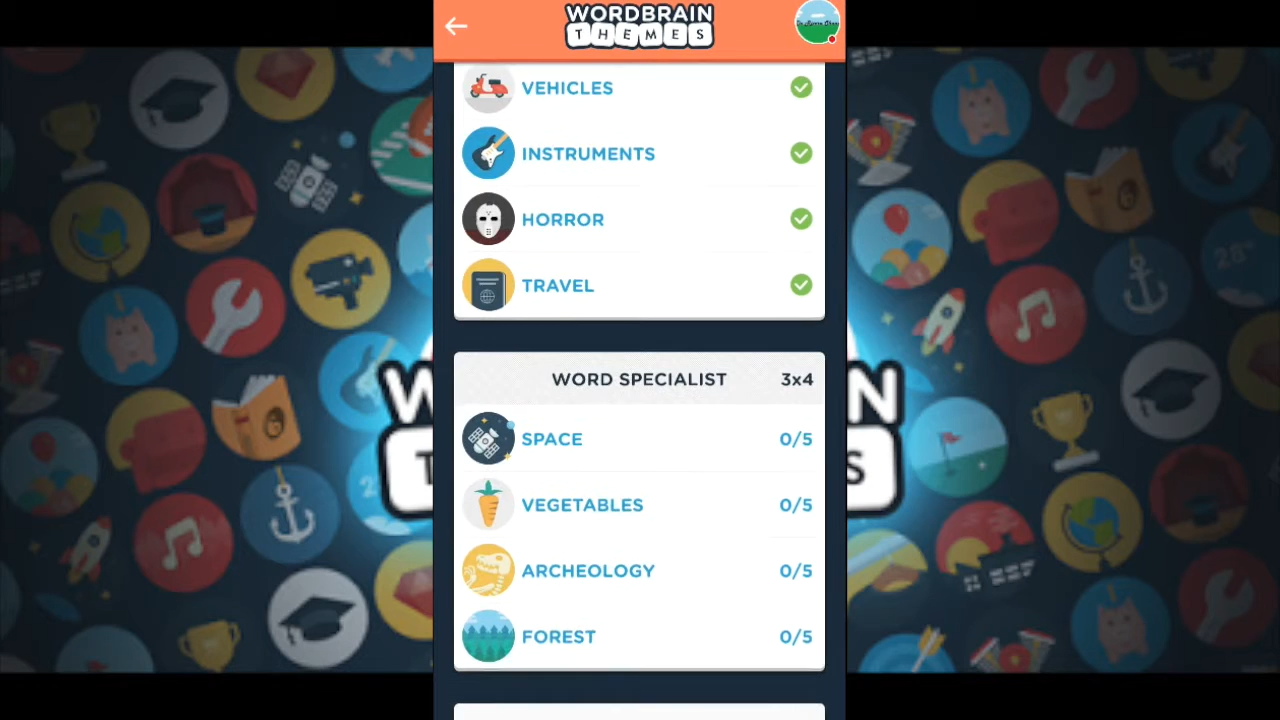 WORDBRAIN
THEMES
VEHICLES
INSTRUMENTS
HORROR
TRAVEL
WORD SPECIALIST 3x4
SPACE 0/5
VEGETABLES 0/5
ARCHEOLOGY 0/5
FOREST 0/5
W
N
S